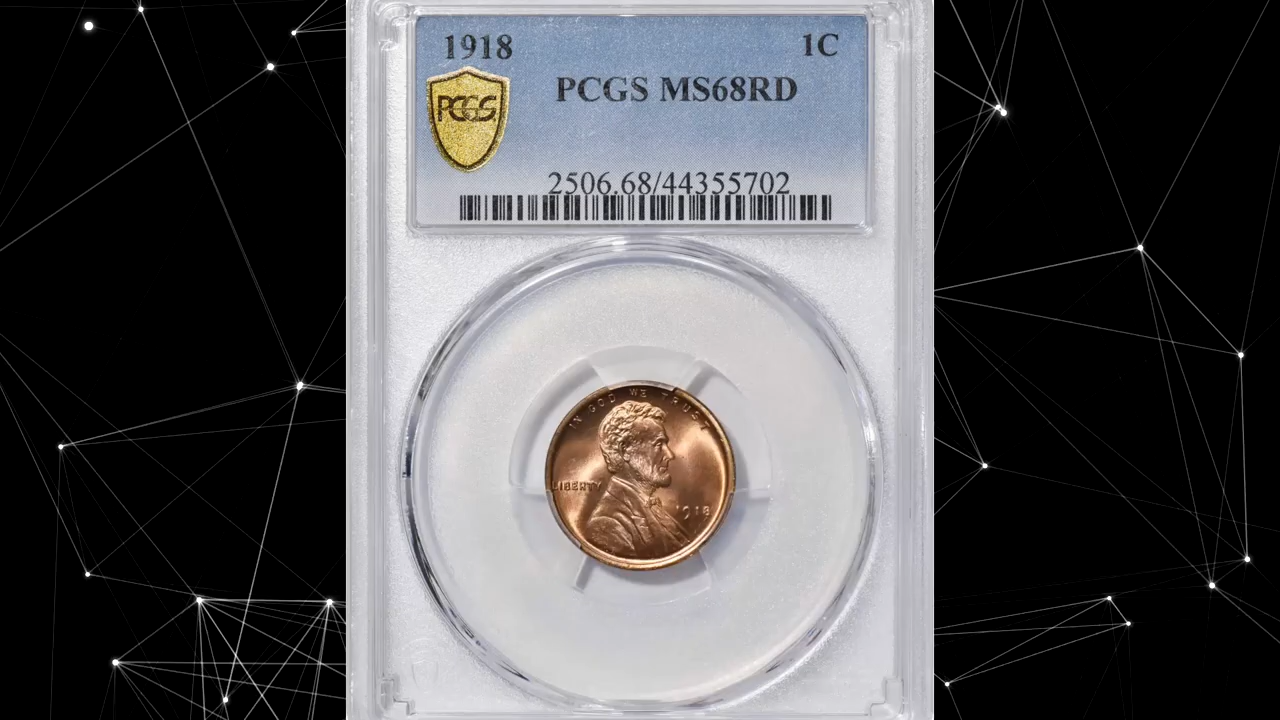 1918 1C
PCGS MS68RD
PCGS
2506.68/44355702
IN GOD WE TRUST
LIBERTY
1918